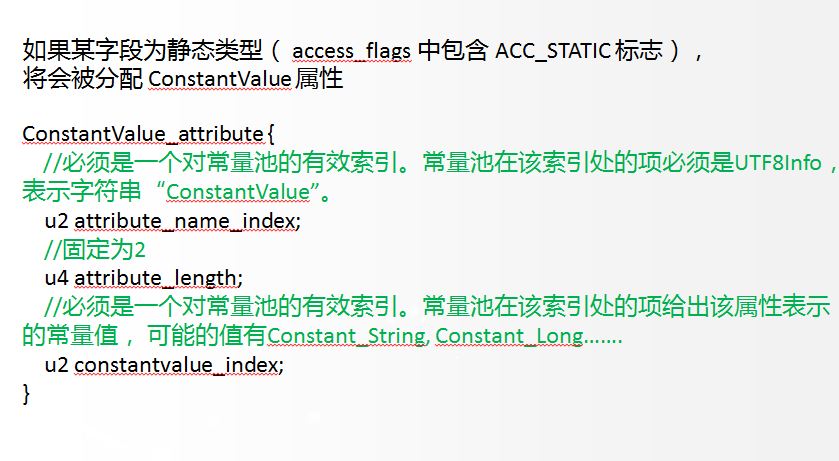 如果某字段为静态类型（ access_flags 中包含 ACC_STATIC 标志），
将会被分配 ConstantValue 属性
ConstantValue_attribute {
//必须是一个对常量池的有效索引。常量池在该索引处的项必须是UTF8Info，
表示字符串“ConstantValue”。
u2 attribute_name_index;
//固定为2
u4 attribute_length;
//必须是一个对常量池的有效索引。常量池在该索引处的项给出该属性表示
的常量值， 可能的值有Constant_String, Constant_Long.......
u2 constantvalue_index;
}